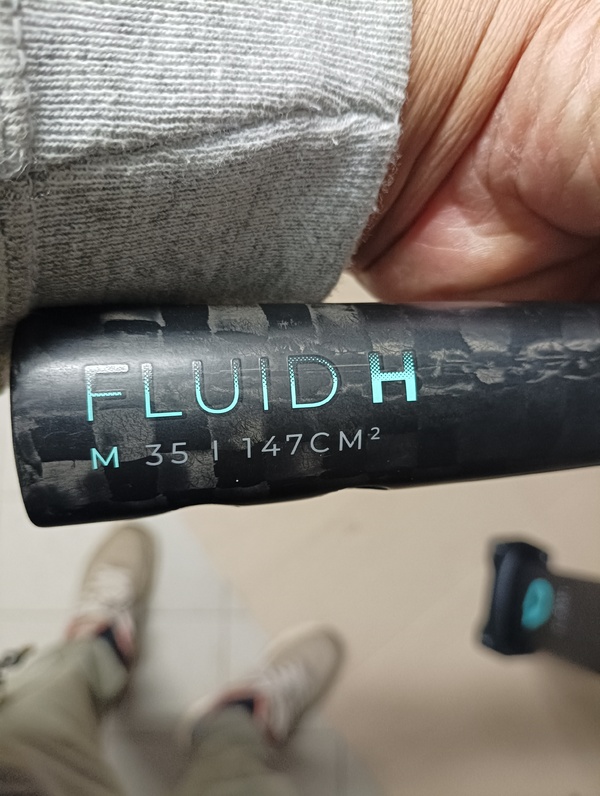 FLUID H
M 35 | 147CM²